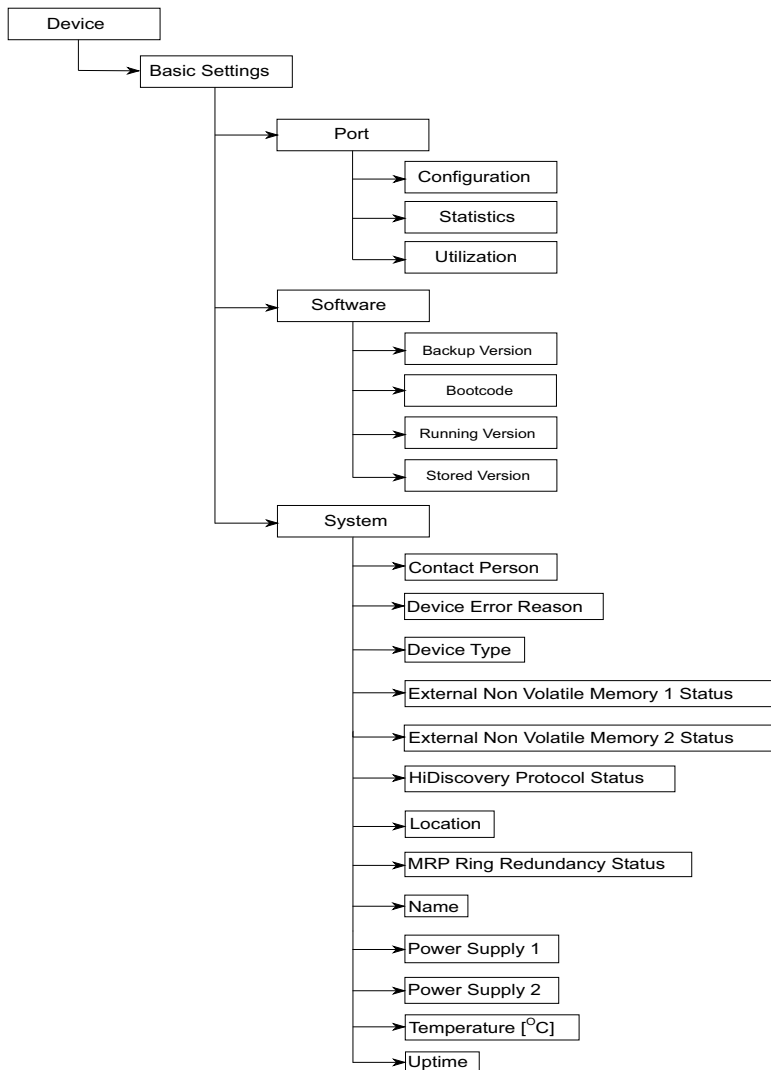 Device
Basic Settings
Port
Configuration
Statistics
Utilization
Software
Backup Version
Bootcode
Running Version
Stored Version
System
Contact Person
Device Error Reason
Device Type
External Non Volatile Memory 1 Status
External Non Volatile Memory 2 Status
HiDiscovery Protocol Status
Location
MRP Ring Redundancy Status
Name
Power Supply 1
Power Supply 2
Temperature [OC]
Uptime